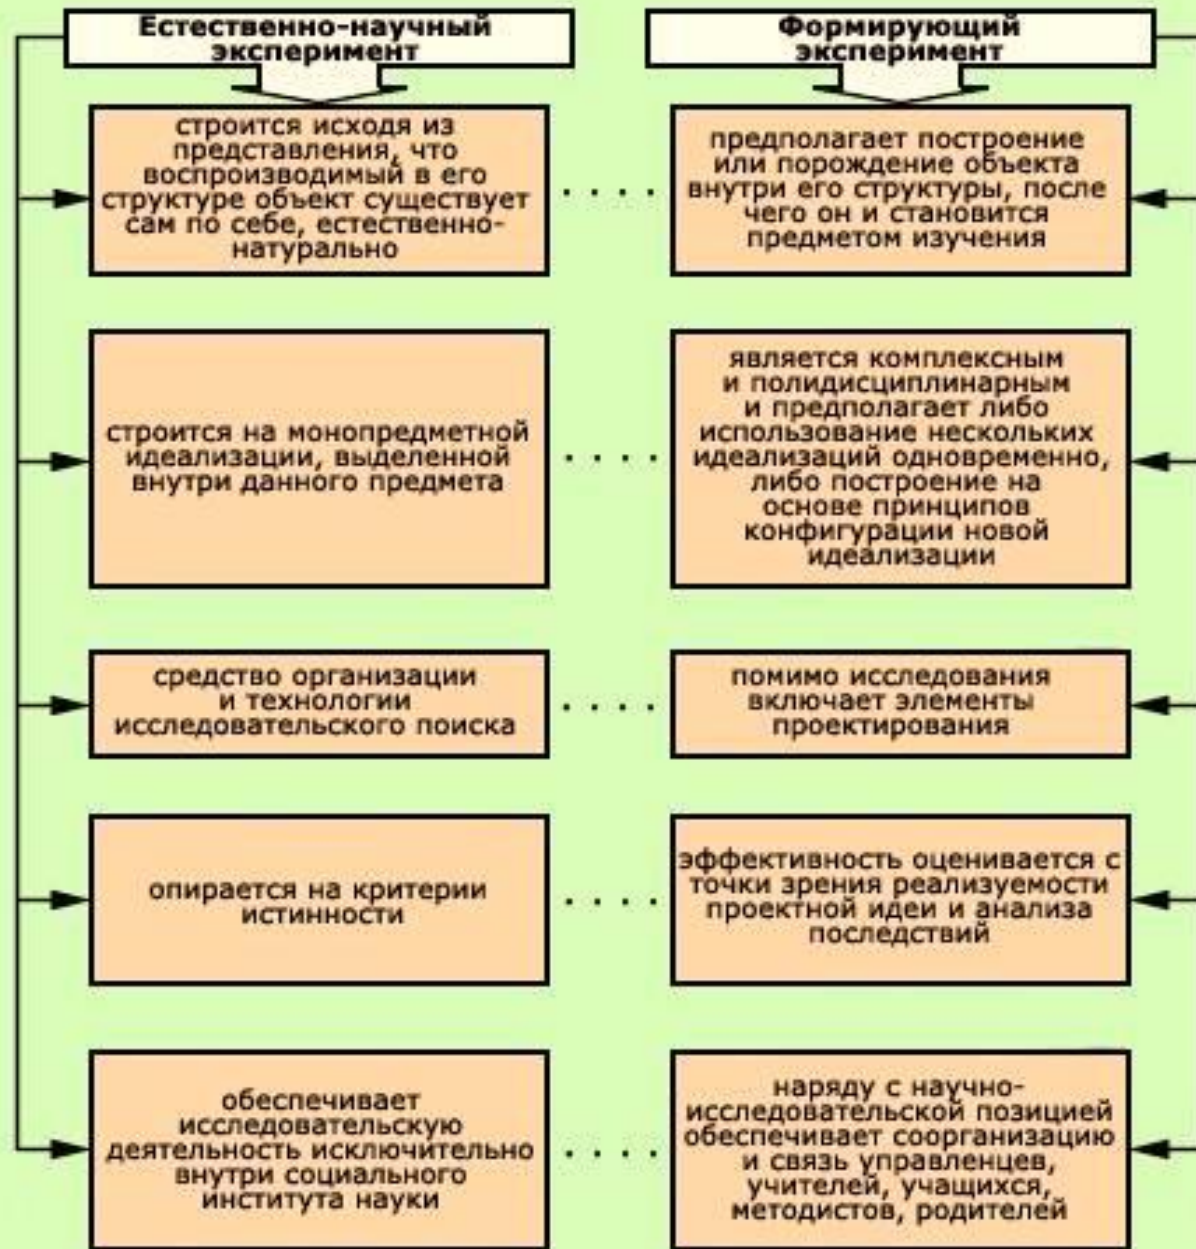 Естественно-научный
эксперимент
Формирующий
эксперимент
строится исходя из
представления, что
воспроизводимый в его
структуре объект существует
сам по себе, естественно-
натурально
предполагает построение
или порождение объекта
внутри его структуры, после
чего он и становится
предметом изучения
строится на монопредметной
идеализации, выделенной
внутри данного предмета
является комплексным
и полидисциплинарным
и предполагает либо
использование нескольких
идеализаций одновременно,
либо построение на
основе принципов
конфигурации новой
идеализации
средство организации
и технологии
исследовательского поиска
помимо исследования
включает элементы
проектирования
опирается на критерии
истинности
эффективность оценивается с
точки зрения реализуемости
проектной идеи и анализа
последствий
обеспечивает
исследовательскую
деятельность исключительно
внутри социального
института науки
наряду с научно-
исследовательской позицией
обеспечивает соорганизацию
и связь управленцев,
учителей, учащихся,
методистов, родителей